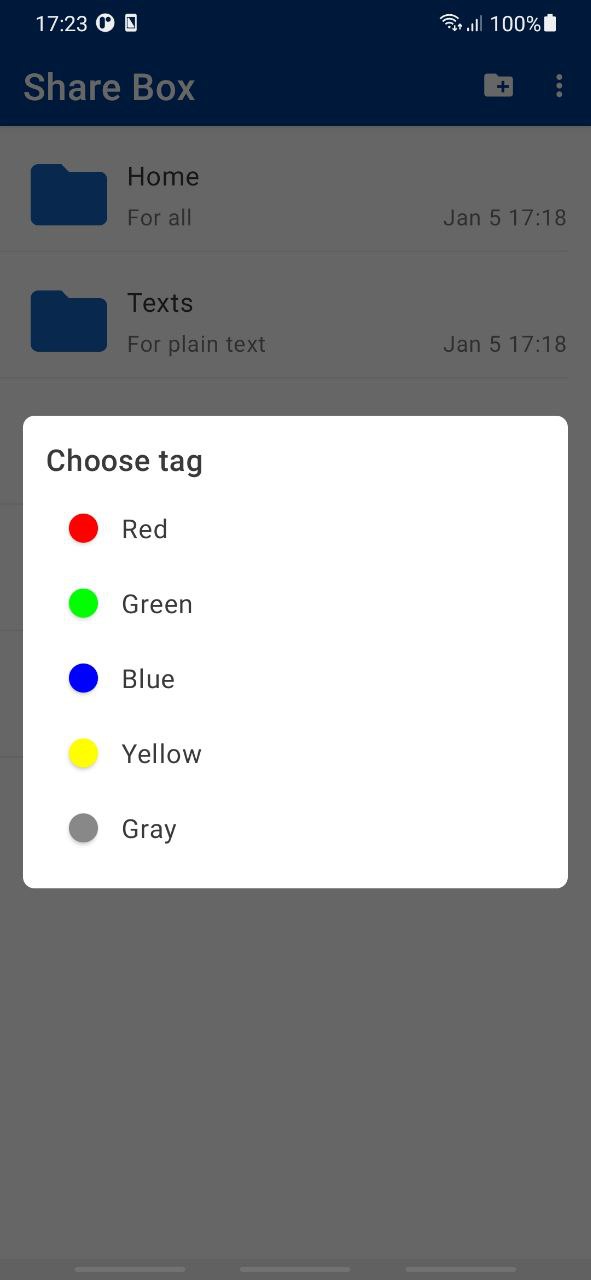 17:23 100%
Share Box
Home
For all Jan 5 17:18
Texts
For plain text Jan 5 17:18
Choose tag
Red
Green
Blue
Yellow
Gray